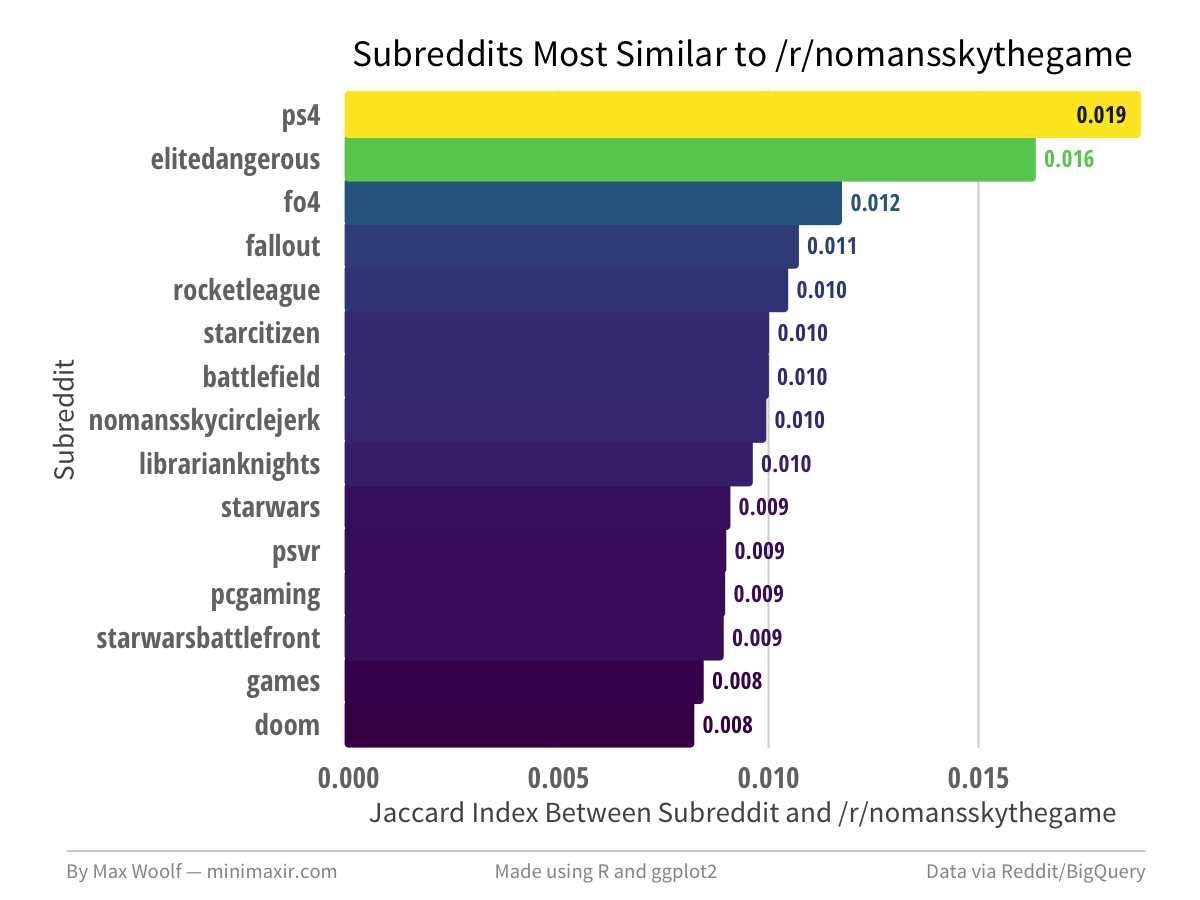 Subreddits Most Similar to /r/nomansskythegame
ps4 0.019
elitedangerous 0.016
fo4 0.012
fallout 0.011
rocketleague 0.010
starcitizen 0.010
battlefield 0.010
nomansskycirclejerk 0.010
librarianknights 0.010
starwars 0.009
psvr 0.009
pcgaming 0.009
starwarsbattlefront 0.009
games 0.008
doom 0.008
Subreddit
0.000 0.005 0.010 0.015
Jaccard Index Between Subreddit and /r/nomansskythegame
By Max Woolf — minimaxir.com Made using R and ggplot2 Data via Reddit/BigQuery